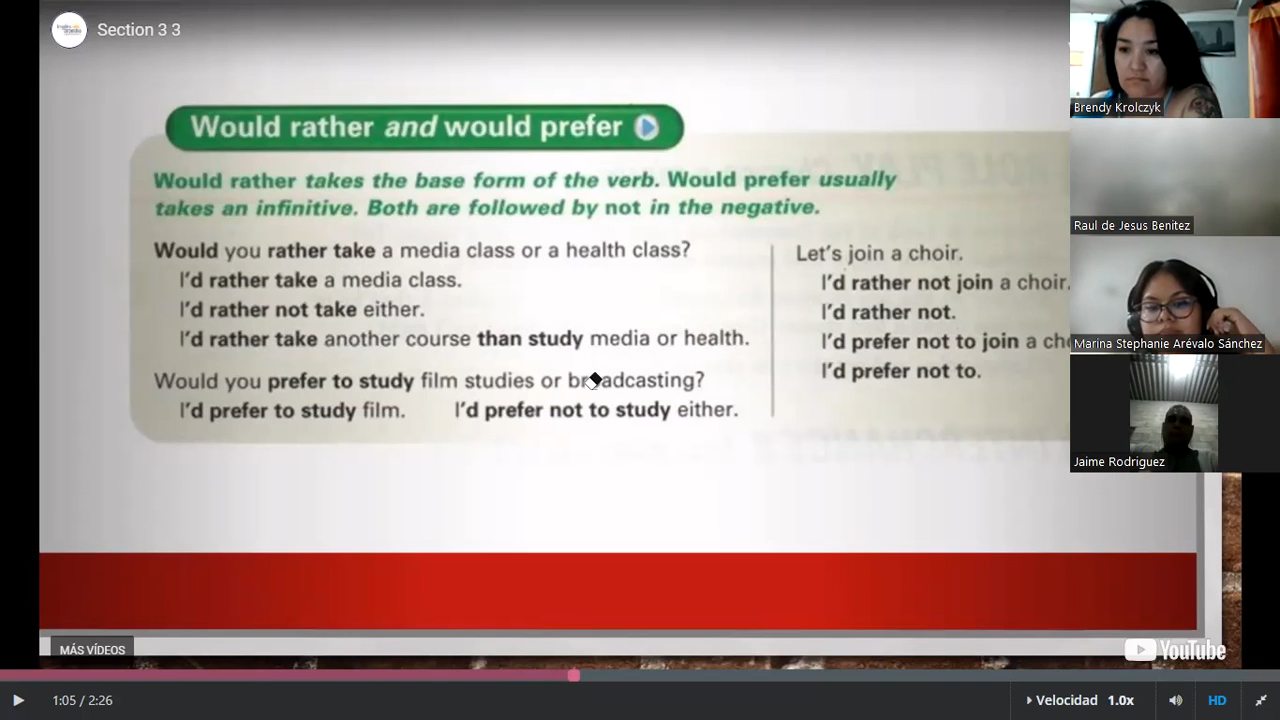 Section 3 3
Would rather and would prefer
Would rather takes the base form of the verb. Would prefer usually
takes an infinitive. Both are followed by not in the negative.
Would you rather take a media class or a health class?
I'd rather take a media class.
I'd rather not take either.
I'd rather take another course than study media or health.
Would you prefer to study film studies or broadcasting?
I'd prefer to study film.
I'd prefer not to study either.
Let's join a choir.
I'd rather not join a choir.
I'd rather not.
I'd prefer not to join a
I'd prefer not to.
Brendy Krolczyk
Raul de Jesus Benitez
Marina Stephanie Arévalo Sánchez
Jaime Rodriguez
MÁS VÍDEOS
YouTube
1:05 / 2:26
Velocidad 1.0x
HD